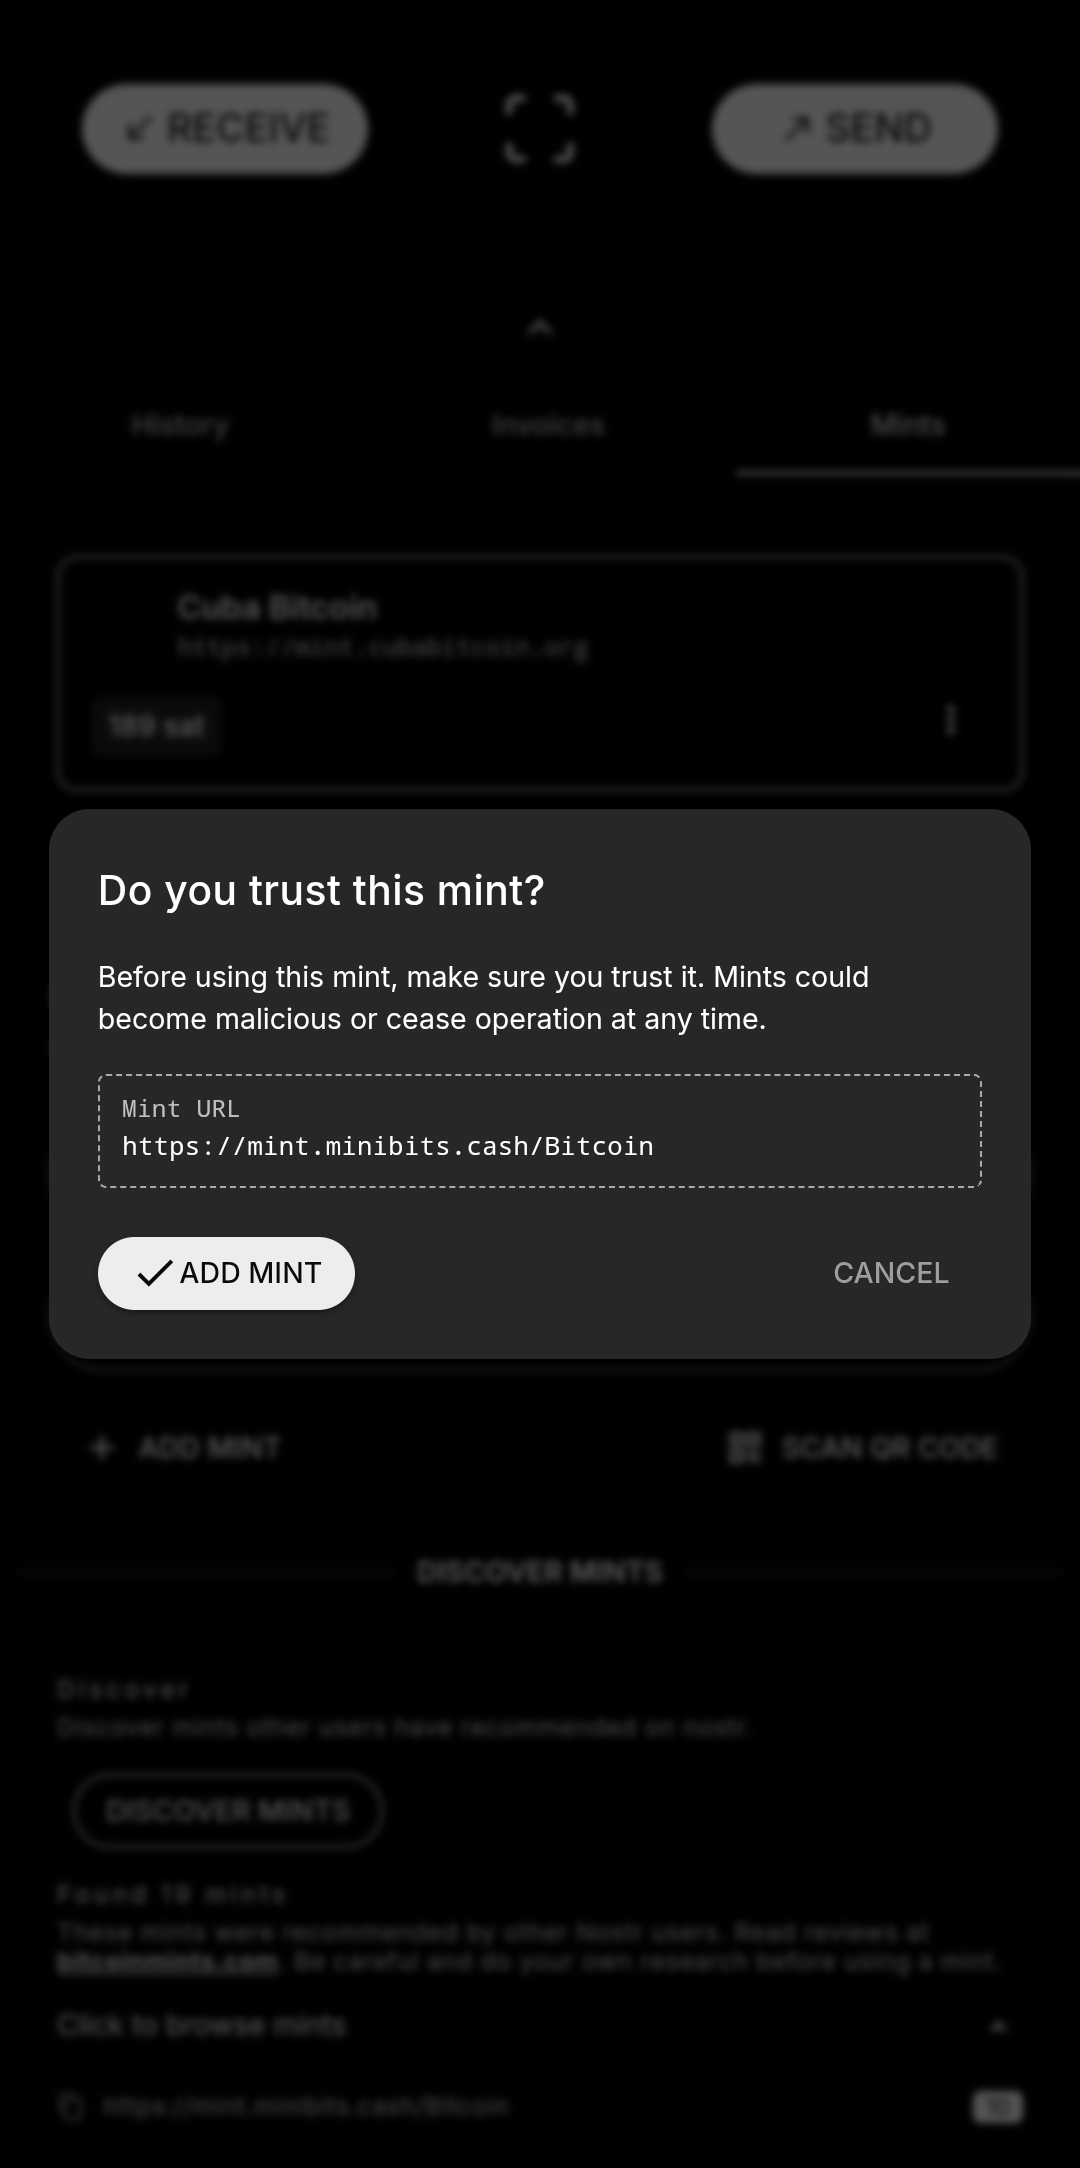 RECEIVE
SEND
History
Invoices
Mints
Cuba Bitcoin
https://mint.cubabitcoin.org
189 sat
Do you trust this mint?
Before using this mint, make sure you trust it. Mints could
become malicious or cease operation at any time.
Mint URL
https://mint.minibits.cash/Bitcoin
ADD MINT
CANCEL
ADD MINT
SCAN QR CODE
DISCOVER MINTS
Discover
Discover mints other users have recommended on nostr.
DISCOVER MINTS
Found 19 mints
These mints were recommended by other Nostr users. Read reviews at
bitcoinmints.com. Be careful and do your own research before using a mint.
Click to browse mints
https://mint.minibits.cash/Bitcoin